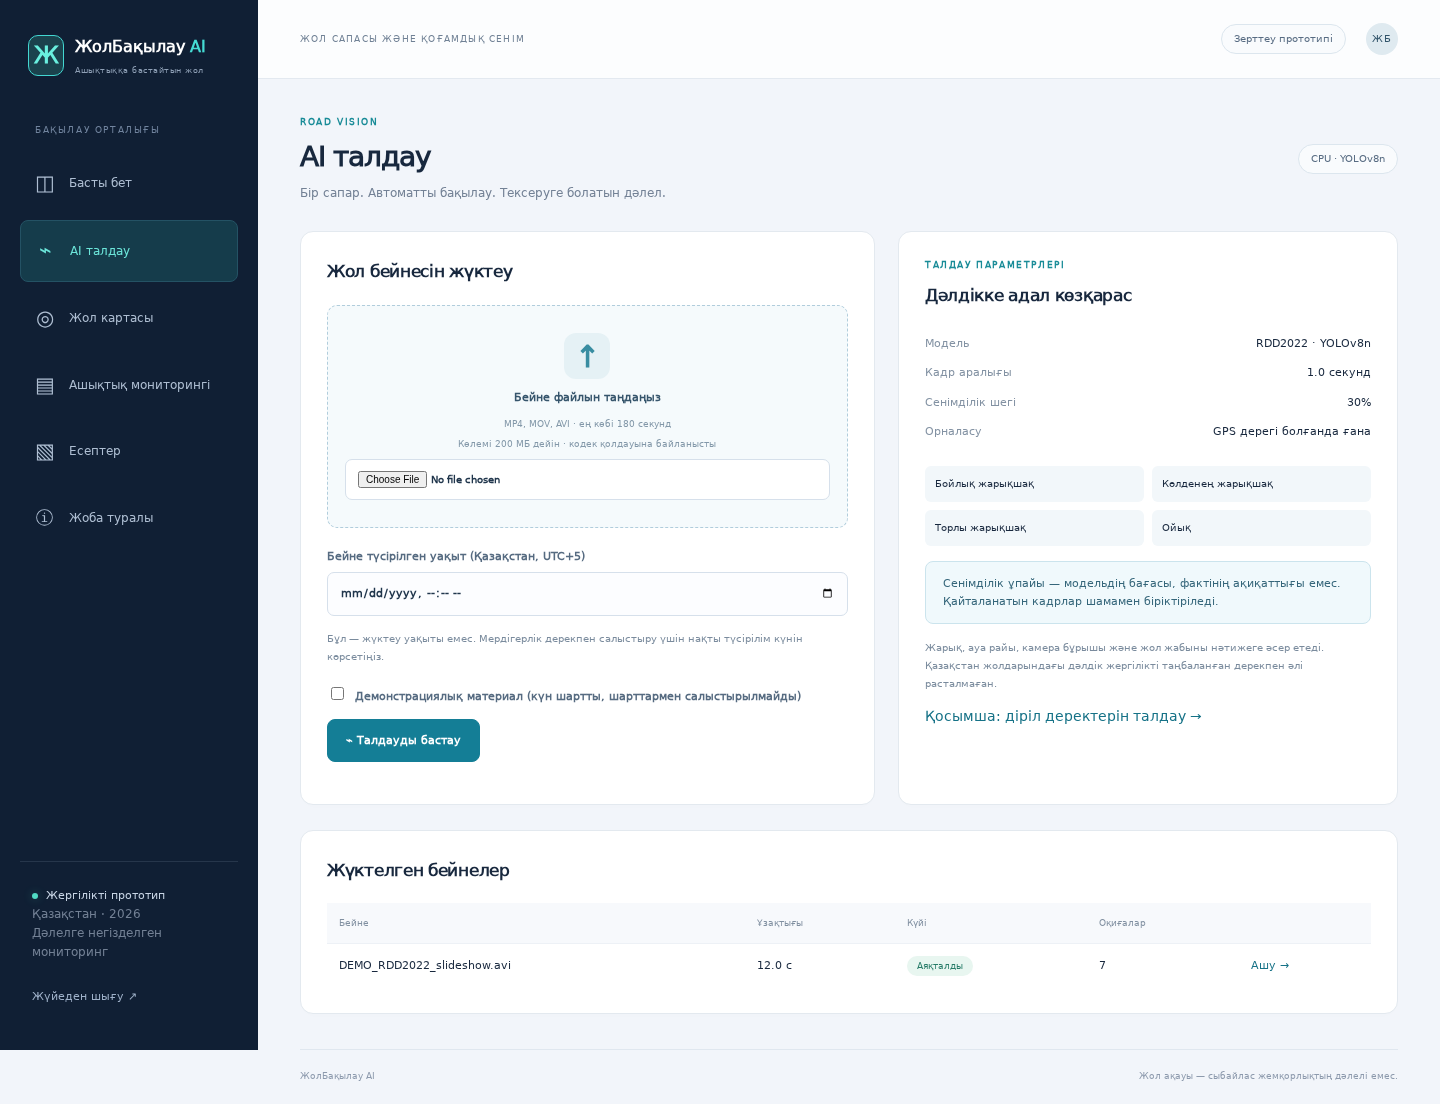 Ж
ЖолБақылау AI
Ашықтыққа бастайтын жол
БАҚЫЛАУ ОРТАЛЫҒЫ
Басты бет
AI талдау
Жол картасы
Ашықтық мониторингі
Есептер
Жоба туралы
Жергілікті прототип
Қазақстан · 2026
Дәлелге негізделген
мониторинг
Жүйеден шығу ↗
ЖОЛ САПАСЫ ЖӘНЕ ҚОҒАМДЫҚ СЕНІМ
Зерттеу прототипі
ЖБ
ROAD VISION
AI талдау
Бір сапар. Автоматты бақылау. Тексеруге болатын дәлел.
CPU · YOLOv8n
Жол бейнесін жүктеу
↑
Бейне файлын таңдаңыз
MP4, MOV, AVI · ең көбі 180 секунд
Көлемі 200 МБ дейін · кодек қолдауына байланысты
Choose File No file chosen
Бейне түсірілген уақыт (Қазақстан, UTC+5)
mm/dd/yyyy, --:-- --
Бұл — жүктеу уақыты емес. Мердігерлік дерекпен салыстыру үшін нақты түсірілім күнін
көрсетіңіз.
Демонстрациялық материал (күн шартты, шарттармен салыстырылмайды)
⌁ Талдауды бастау
ТАЛДАУ ПАРАМЕТРЛЕРІ
Дәлдікке адал көзқарас
Модель RDD2022 · YOLOv8n
Кадр аралығы 1.0 секунд
Сенімділік шегі 30%
Орналасу GPS дерегі болғанда ғана
Бойлық жарықшақ Көлденең жарықшақ
Торлы жарықшақ Ойық
Сенімділік ұпайы — модельдің бағасы, фактінің ақиқаттығы емес.
Қайталанатын кадрлар шамамен біріктіріледі.
Жарық, ауа райы, камера бұрышы және жол жабыны нәтижеге әсер етеді.
Қазақстан жолдарындағы дәлдік жергілікті таңбаланған дерекпен әлі
расталмаған.
Қосымша: діріл деректерін талдау →
Жүктелген бейнелер
Бейне Ұзақтығы Күйі Оқиғалар
DEMO_RDD2022_slideshow.avi 12.0 с Аяқталды 7 Ашу →
ЖолБақылау AI
Жол ақауы — сыбайлас жемқорлықтың дәлелі емес.